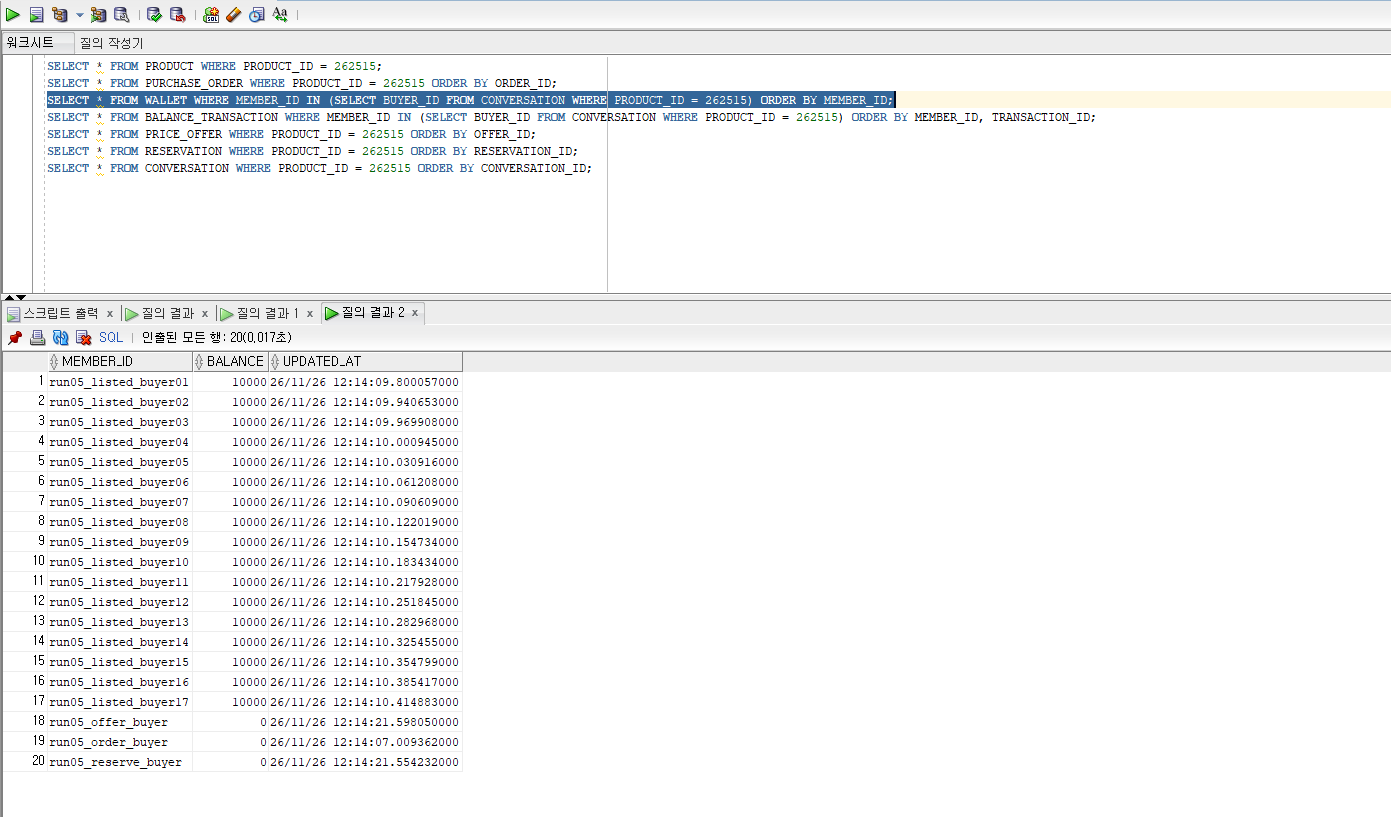 워크시트 질의 작성기
SELECT * FROM PRODUCT WHERE PRODUCT_ID = 262515;
SELECT * FROM PURCHASE_ORDER WHERE PRODUCT_ID = 262515 ORDER BY ORDER_ID;
SELECT * FROM WALLET WHERE MEMBER_ID IN (SELECT BUYER_ID FROM CONVERSATION WHERE PRODUCT_ID = 262515) ORDER BY MEMBER_ID;
SELECT * FROM BALANCE_TRANSACTION WHERE MEMBER_ID IN (SELECT BUYER_ID FROM CONVERSATION WHERE PRODUCT_ID = 262515) ORDER BY MEMBER_ID, TRANSACTION_ID;
SELECT * FROM PRICE_OFFER WHERE PRODUCT_ID = 262515 ORDER BY OFFER_ID;
SELECT * FROM RESERVATION WHERE PRODUCT_ID = 262515 ORDER BY RESERVATION_ID;
SELECT * FROM CONVERSATION WHERE PRODUCT_ID = 262515 ORDER BY CONVERSATION_ID;
스크립트 출력 x 질의 결과 x 질의 결과 1 x 질의 결과 2 x
SQL 인출된 모든 행: 20(0,017초)
MEMBER_ID BALANCE UPDATED_AT
1 run05_listed_buyer01 10000 26/11/26 12:14:09.800057000
2 run05_listed_buyer02 10000 26/11/26 12:14:09.940653000
3 run05_listed_buyer03 10000 26/11/26 12:14:09.969908000
4 run05_listed_buyer04 10000 26/11/26 12:14:10.000945000
5 run05_listed_buyer05 10000 26/11/26 12:14:10.030916000
6 run05_listed_buyer06 10000 26/11/26 12:14:10.061208000
7 run05_listed_buyer07 10000 26/11/26 12:14:10.090609000
8 run05_listed_buyer08 10000 26/11/26 12:14:10.122019000
9 run05_listed_buyer09 10000 26/11/26 12:14:10.154734000
10 run05_listed_buyer10 10000 26/11/26 12:14:10.183434000
11 run05_listed_buyer11 10000 26/11/26 12:14:10.217928000
12 run05_listed_buyer12 10000 26/11/26 12:14:10.251845000
13 run05_listed_buyer13 10000 26/11/26 12:14:10.282968000
14 run05_listed_buyer14 10000 26/11/26 12:14:10.325455000
15 run05_listed_buyer15 10000 26/11/26 12:14:10.354799000
16 run05_listed_buyer16 10000 26/11/26 12:14:10.385417000
17 run05_listed_buyer17 10000 26/11/26 12:14:10.414883000
18 run05_offer_buyer 0 26/11/26 12:14:21.598050000
19 run05_order_buyer 0 26/11/26 12:14:07.009362000
20 run05_reserve_buyer 0 26/11/26 12:14:21.554232000